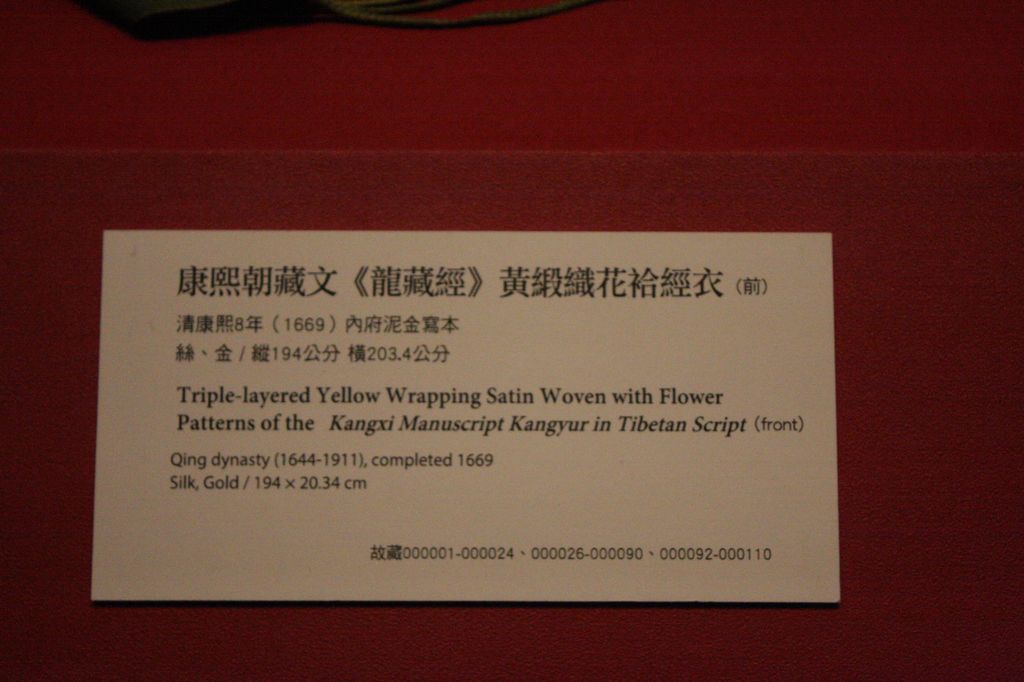 康熙朝藏文《龍藏經》黃緞織花袷經衣（前）
清康熙8年（1669）內府泥金寫本
絲、金 / 縱194公分 橫203.4公分
Triple-layered Yellow Wrapping Satin Woven with Flower
Patterns of the Kangxi Manuscript Kangyur in Tibetan Script（front）
Qing dynasty (1644-1911), completed 1669
Silk, Gold / 194 × 20.34 cm
故藏000001-000024、000026-000090、000092-000110